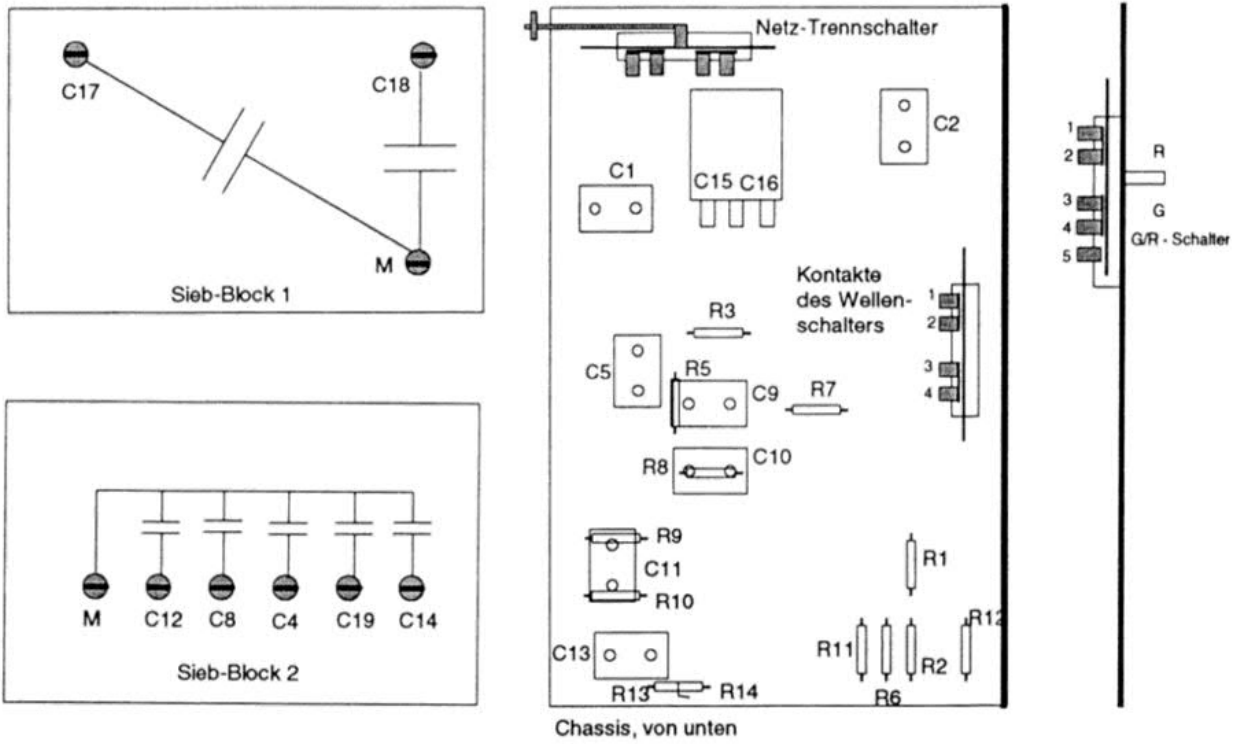 C17
C18
M
Sieb-Block 1
M
C12 C8 C4 C19 C14
Sieb-Block 2
Netz-Trennschalter
C2
C1
C15 C16
Kontakte
des Wellen-
schalters
1
2
3
4
R3
C5
R5
C9
R7
R8
C10
R9
C11
R10
R1
C13
R13
R14
R11
R6
R2
R12
Chassis, von unten
1
2
3
4
5
R
G
G/R - Schalter